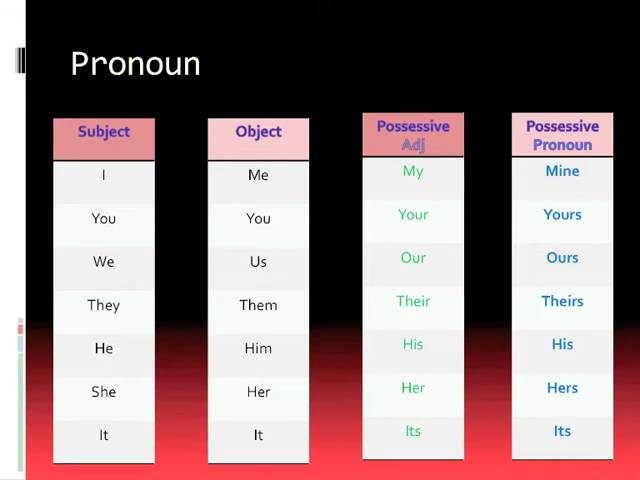 Pronoun
Subject Object Possessive Adj Possessive Pronoun
I Me My Mine
You You Your Yours
We Us Our Ours
They Them Their Theirs
He Him His His
She Her Her Hers
It It Its Its